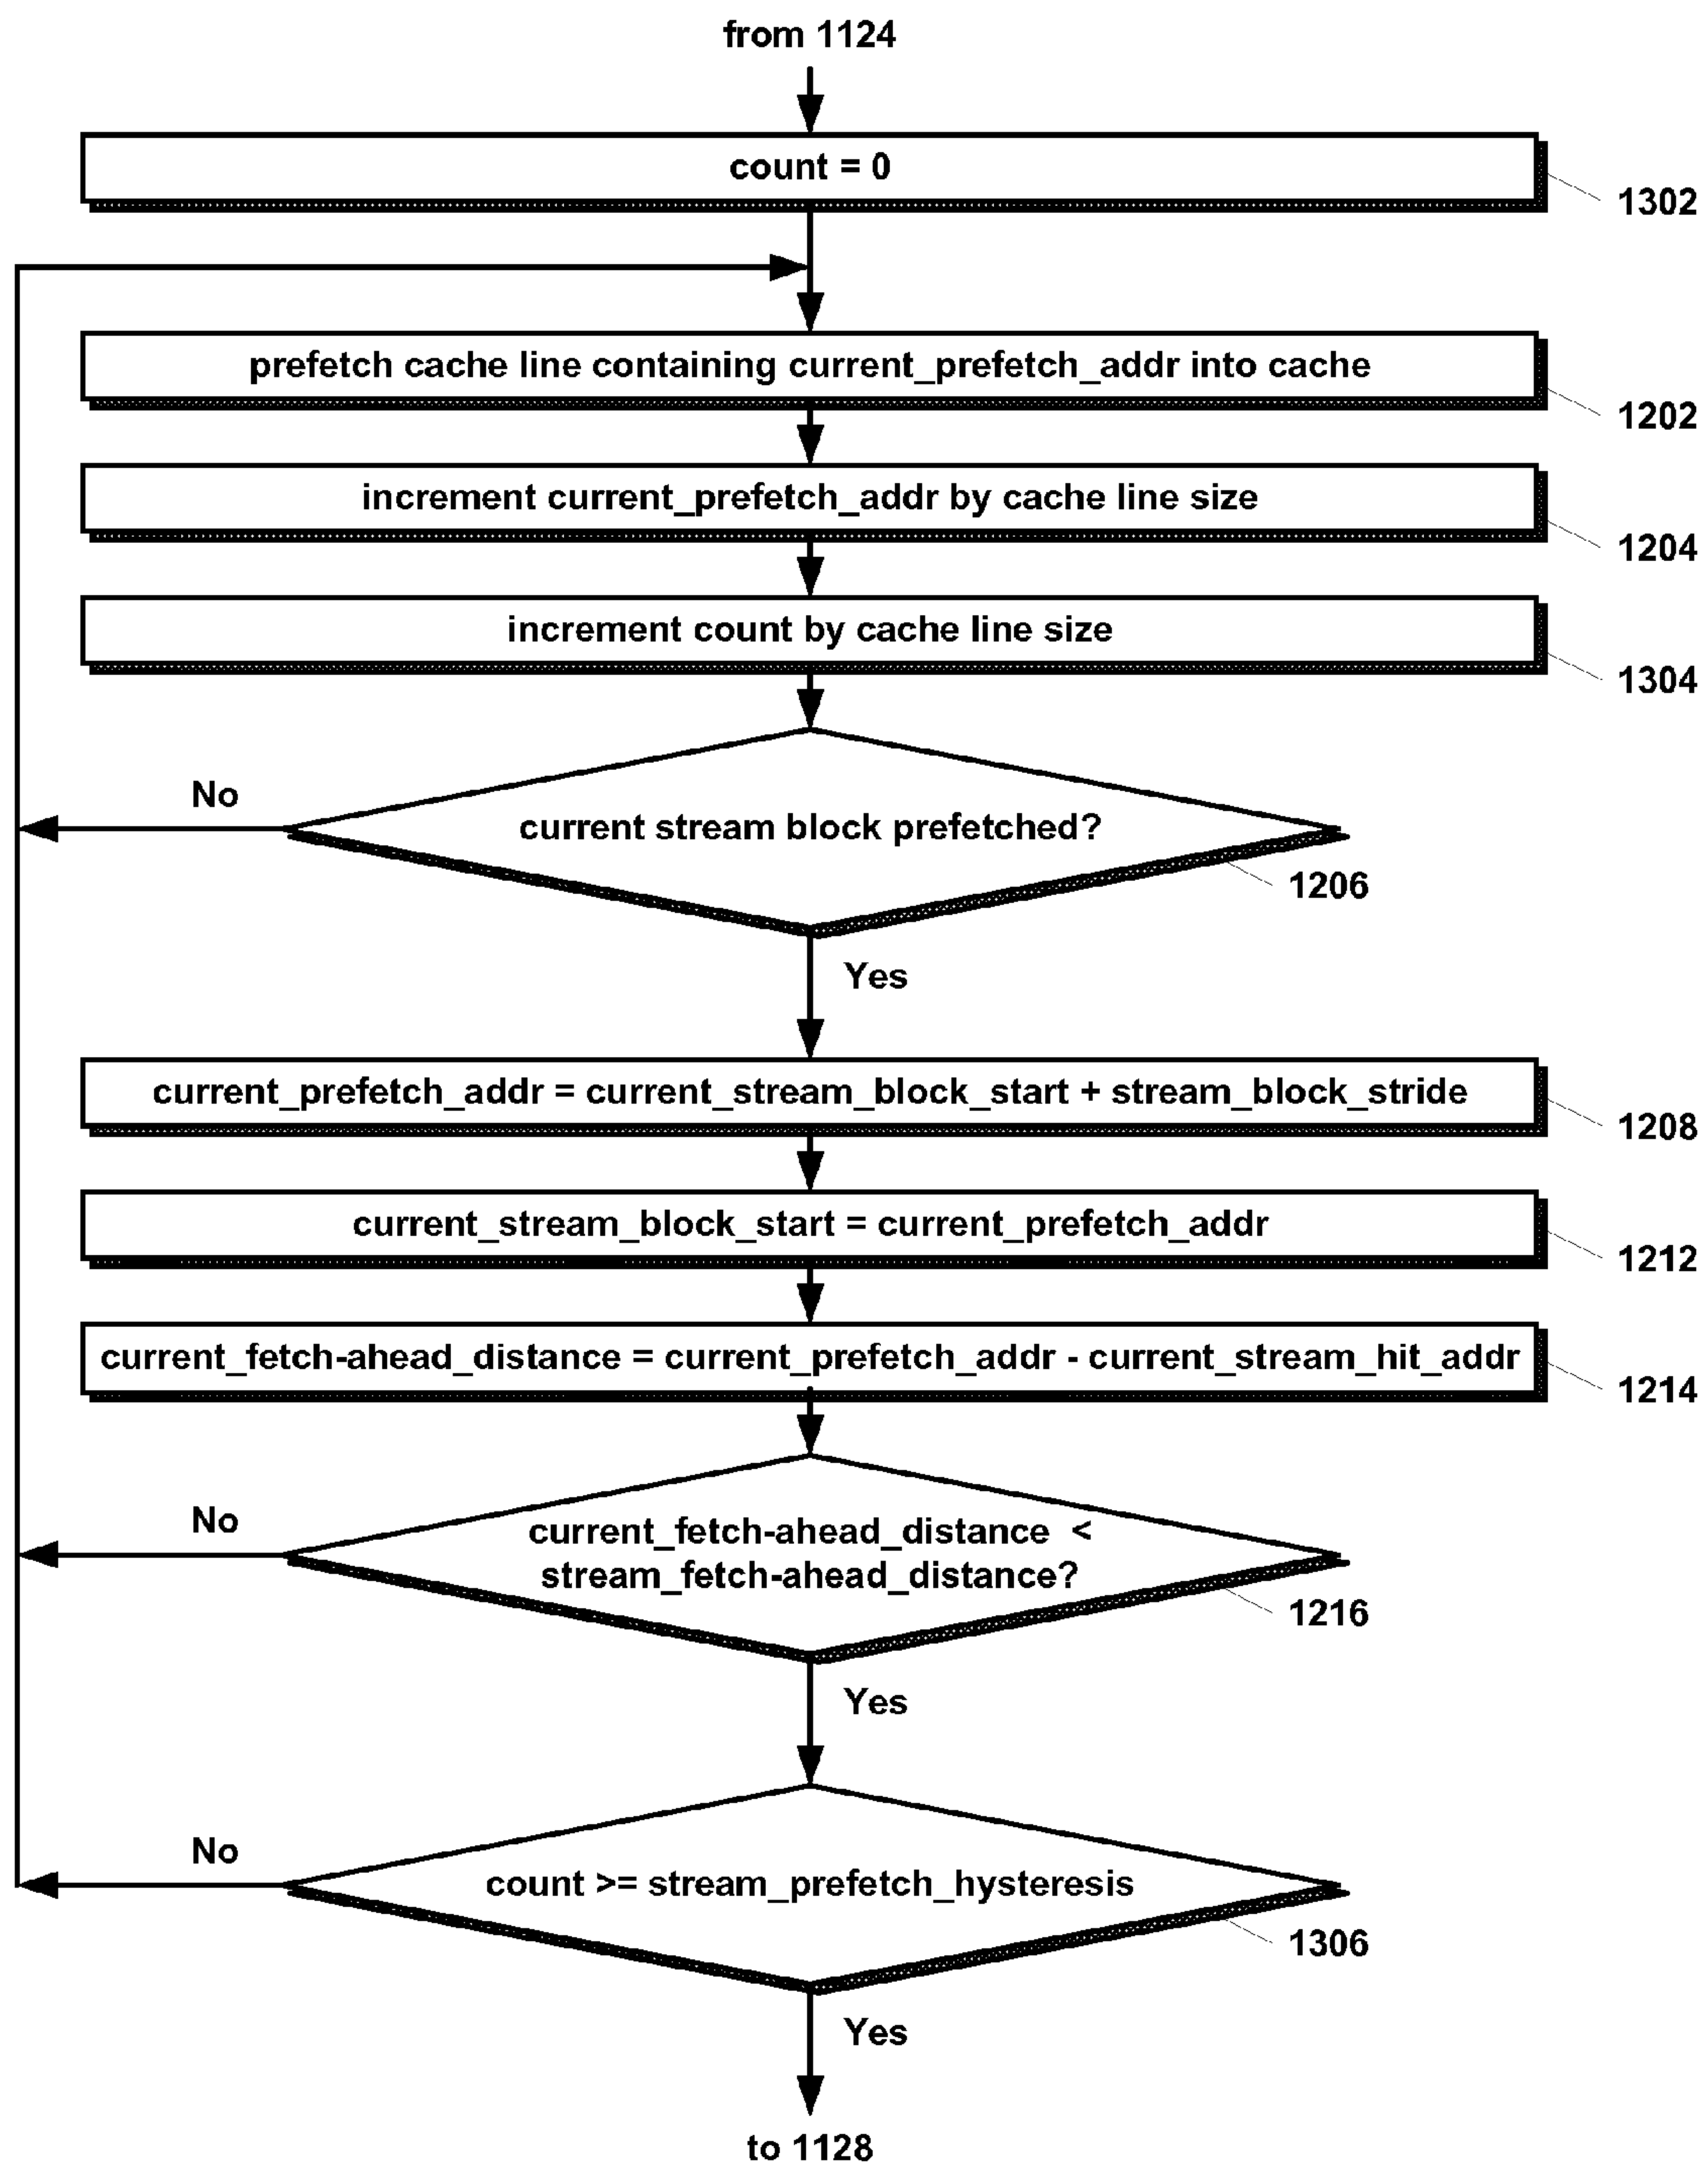 from 1124
count = 0
1302
prefetch cache line containing current_prefetch_addr into cache
1202
increment current_prefetch_addr by cache line size
1204
increment count by cache line size
1304
No
current stream block prefetched?
1206
Yes
current_prefetch_addr = current_stream_block_start + stream_block_stride
1208
current_stream_block_start = current_prefetch_addr
1212
current_fetch-ahead_distance = current_prefetch_addr - current_stream_hit_addr
1214
No
current_fetch-ahead_distance <
stream_fetch-ahead_distance?
1216
Yes
No
count >= stream_prefetch_hysteresis
1306
Yes
to 1128